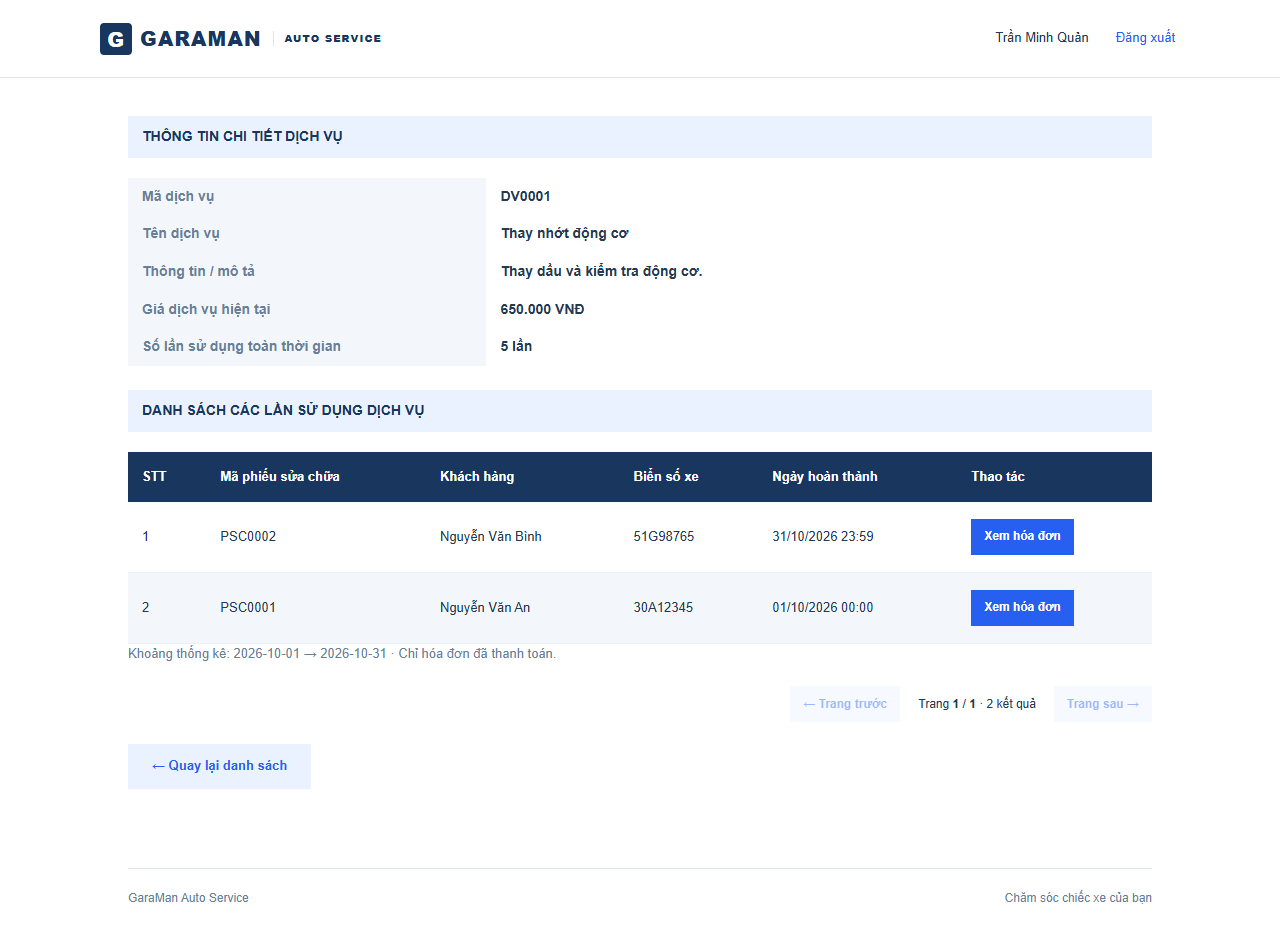 G GARAMAN AUTO SERVICE Trần Minh Quân Đăng xuất
THÔNG TIN CHI TIẾT DỊCH VỤ
Mã dịch vụ DV0001
Tên dịch vụ Thay nhớt động cơ
Thông tin / mô tả Thay dầu và kiểm tra động cơ.
Giá dịch vụ hiện tại 650.000 VNĐ
Số lần sử dụng toàn thời gian 5 lần
DANH SÁCH CÁC LẦN SỬ DỤNG DỊCH VỤ
STT Mã phiếu sửa chữa Khách hàng Biển số xe Ngày hoàn thành Thao tác
1 PSC0002 Nguyễn Văn Bình 51G98765 31/10/2026 23:59 Xem hóa đơn
2 PSC0001 Nguyễn Văn An 30A12345 01/10/2026 00:00 Xem hóa đơn
Khoảng thống kê: 2026-10-01 → 2026-10-31 · Chỉ hóa đơn đã thanh toán.
← Trang trước Trang 1 / 1 · 2 kết quả Trang sau →
← Quay lại danh sách
GaraMan Auto Service Chăm sóc chiếc xe của bạn